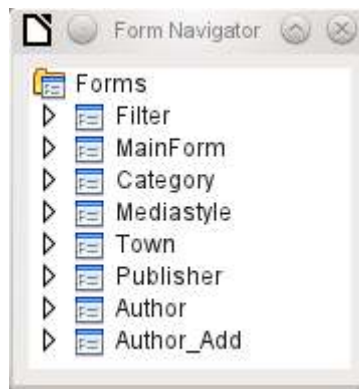 Form Navigator
Forms
Filter
MainForm
Category
Mediastyle
Town
Publisher
Author
Author_Add